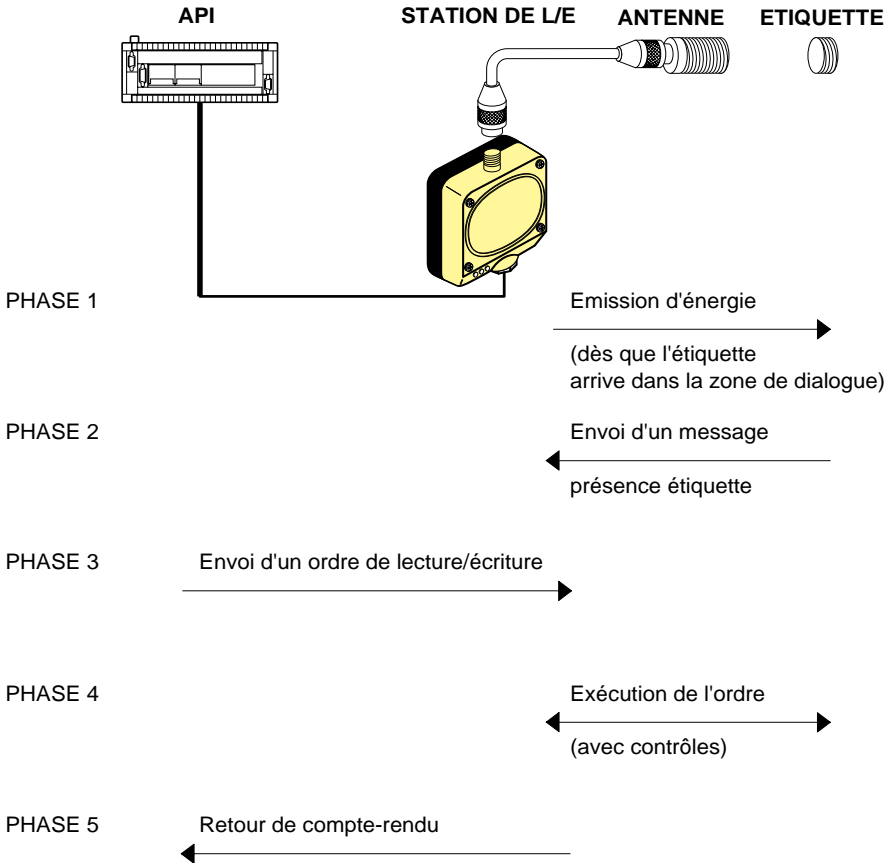 API
STATION DE L/E
ANTENNE
ETIQUETTE
PHASE 1
Emission d'énergie
(dès que l'étiquette
arrive dans la zone de dialogue)
PHASE 2
Envoi d'un message
présence étiquette
PHASE 3
Envoi d'un ordre de lecture/écriture
PHASE 4
Exécution de l'ordre
(avec contrôles)
PHASE 5
Retour de compte-rendu